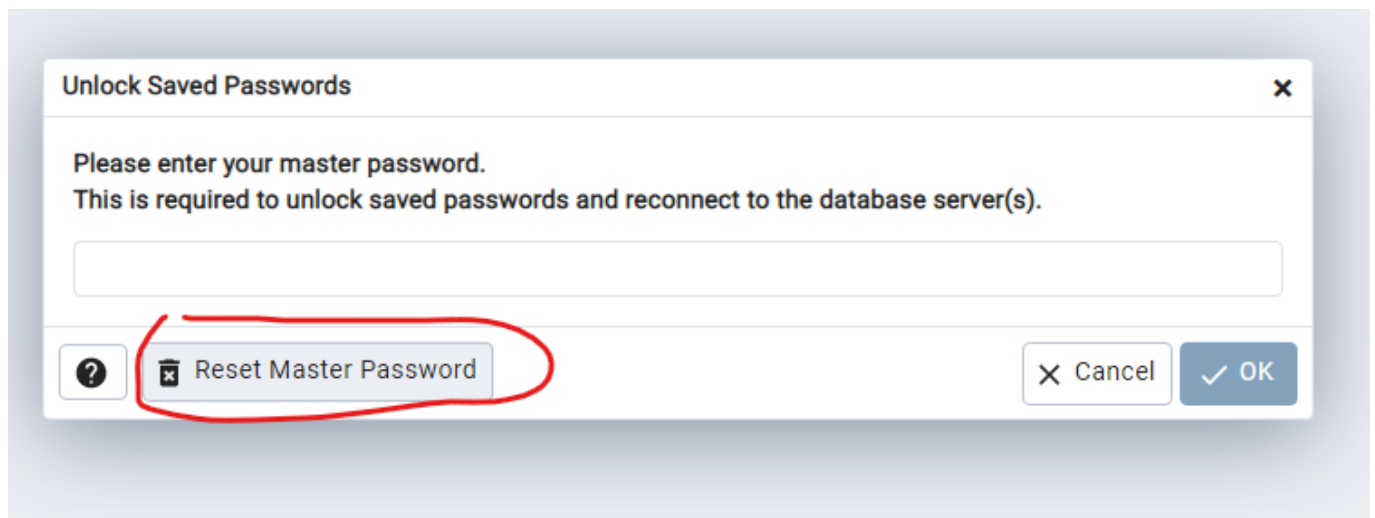 Unlock Saved Passwords
Please enter your master password.
This is required to unlock saved passwords and reconnect to the database server(s).
Reset Master Password
Cancel
OK